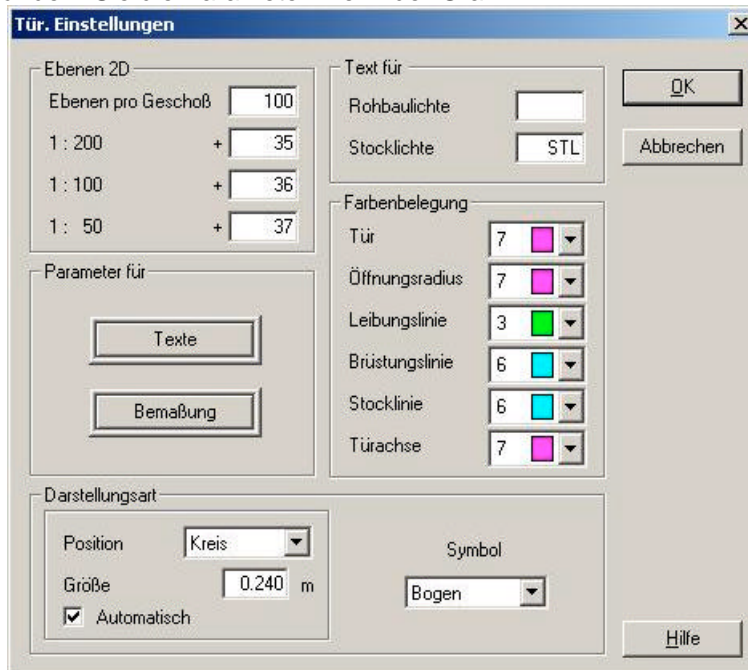 Tür. Einstellungen
Ebenen 2D
Ebenen pro Geschoß 100
1 : 200 + 35
1 : 100 + 36
1 : 50 + 37
Text für
Rohbaulichte
Stocklichte STL
OK
Abbrechen
Farbenbelegung
Tür 7
Öffnungsradius 7
Leibungslinie 3
Brüstungslinie 6
Stocklinie 6
Türachse 7
Parameter für
Texte
Bemaßung
Darstellungsart
Position Kreis
Größe 0.240 m
Automatisch
Symbol
Bogen
Hilfe